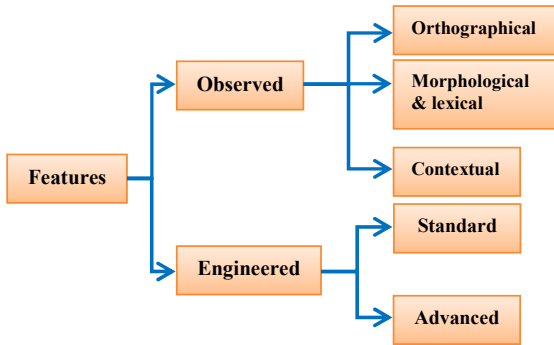 Features
Observed
Orthographical
Morphological
& lexical
Contextual
Engineered
Standard
Advanced